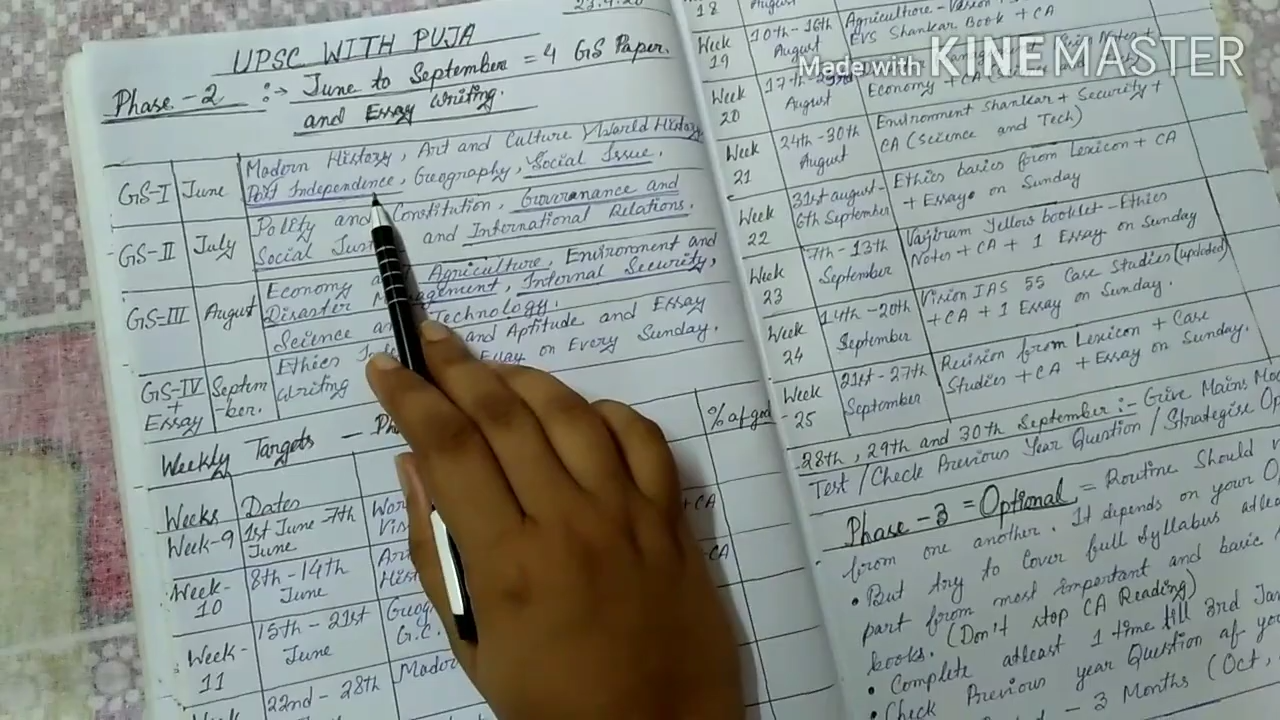 UPSC WITH PUJA
Phase-2 :→ June to September = 4 GS Paper.
and Essay Writing.
GS-I June Modorn History, Art and Culture, World History
Post Independence, Geography, Social Issue.
GS-II July Polity and Constitution, Goverenance and
Social and International Relations.
GS-III August Economy Agriculture, Environment and
Disaster Internal Security,
Science Technology.
GS-IV + Essay Septem-ber. Ethics and Aptitude and Essay
Writing on Every Sunday.
Weekly Targets -
Weeks Dates
Week-9 1st June-7th June
Week-10 8th-14th June
Week-11 15th-21st June
G.C.
22nd-28th
+CA
18 August Agriculture
Week 19 10th-16th August EVS Shankar Book + CA
Week 20 August Economy + CA
Week 21 24th-30th August Environment Shankar + Security +
CA (Science and Tech)
Week 22 31st august-6th September Ethics basics from Lexicon + CA
+ Essay on Sunday
Week 23 7th-13th September Vajiram Yellow booklet - Ethics
Notes + CA + 1 Essay on Sunday
Week 24 14th-20th September Vision IAS 55 Case Studies (updated)
+ CA + 1 Essay on Sunday.
Week 25 21st-27th September Revision from Lexicon + Case
Studies + CA + Essay on Sunday.
28th, 29th and 30th September :- Give Mains
Test/Check Previous Year Question/Strategise
Phase-3 = Optional = Routine Should
from one another. It depends on your
• But try to Cover full Syllabus
part from most important and basic
books. (Don't stop CA Reading)
• Complete atleast 1 time till 3rd
• Check Previous year Question of
- 3 Months (Oct,
Made with KINEMASTER